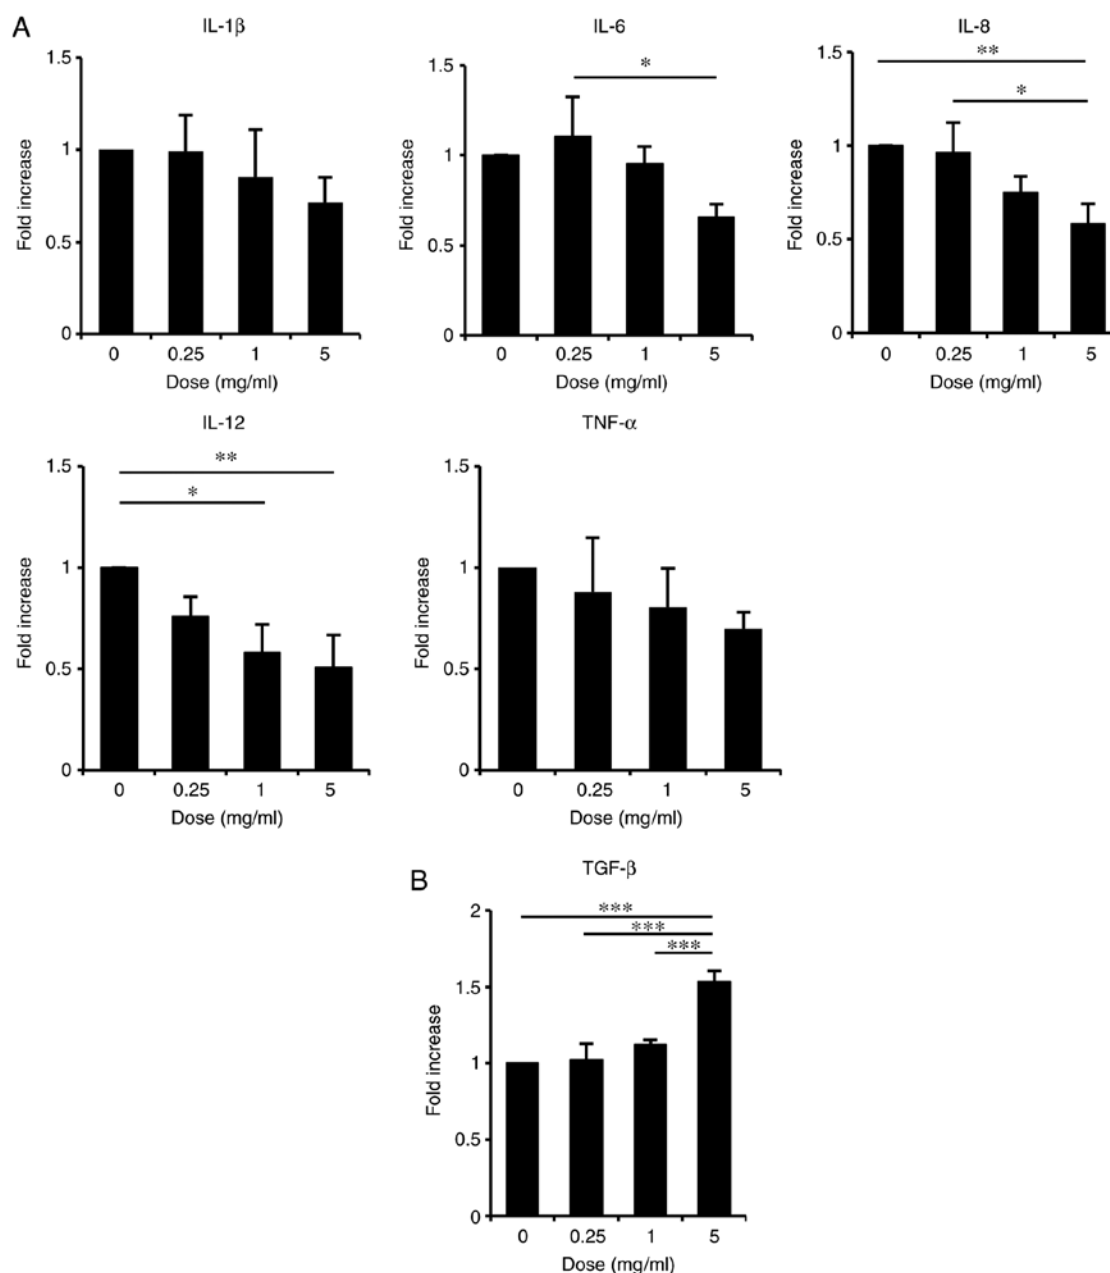 A
IL-1β
1.5
1
0.5
0
Fold increase
0 0.25 1 5
Dose (mg/ml)
IL-6
*
1.5
1
0.5
0
Fold increase
0 0.25 1 5
Dose (mg/ml)
IL-8
**
*
1.5
1
0.5
0
Fold increase
0 0.25 1 5
Dose (mg/ml)
IL-12
**
*
1.5
1
0.5
0
Fold increase
0 0.25 1 5
Dose (mg/ml)
TNF-α
1.5
1
0.5
0
Fold increase
0 0.25 1 5
Dose (mg/ml)
B
TGF-β
***
***
***
2
1.5
1
0.5
0
Fold increase
0 0.25 1 5
Dose (mg/ml)